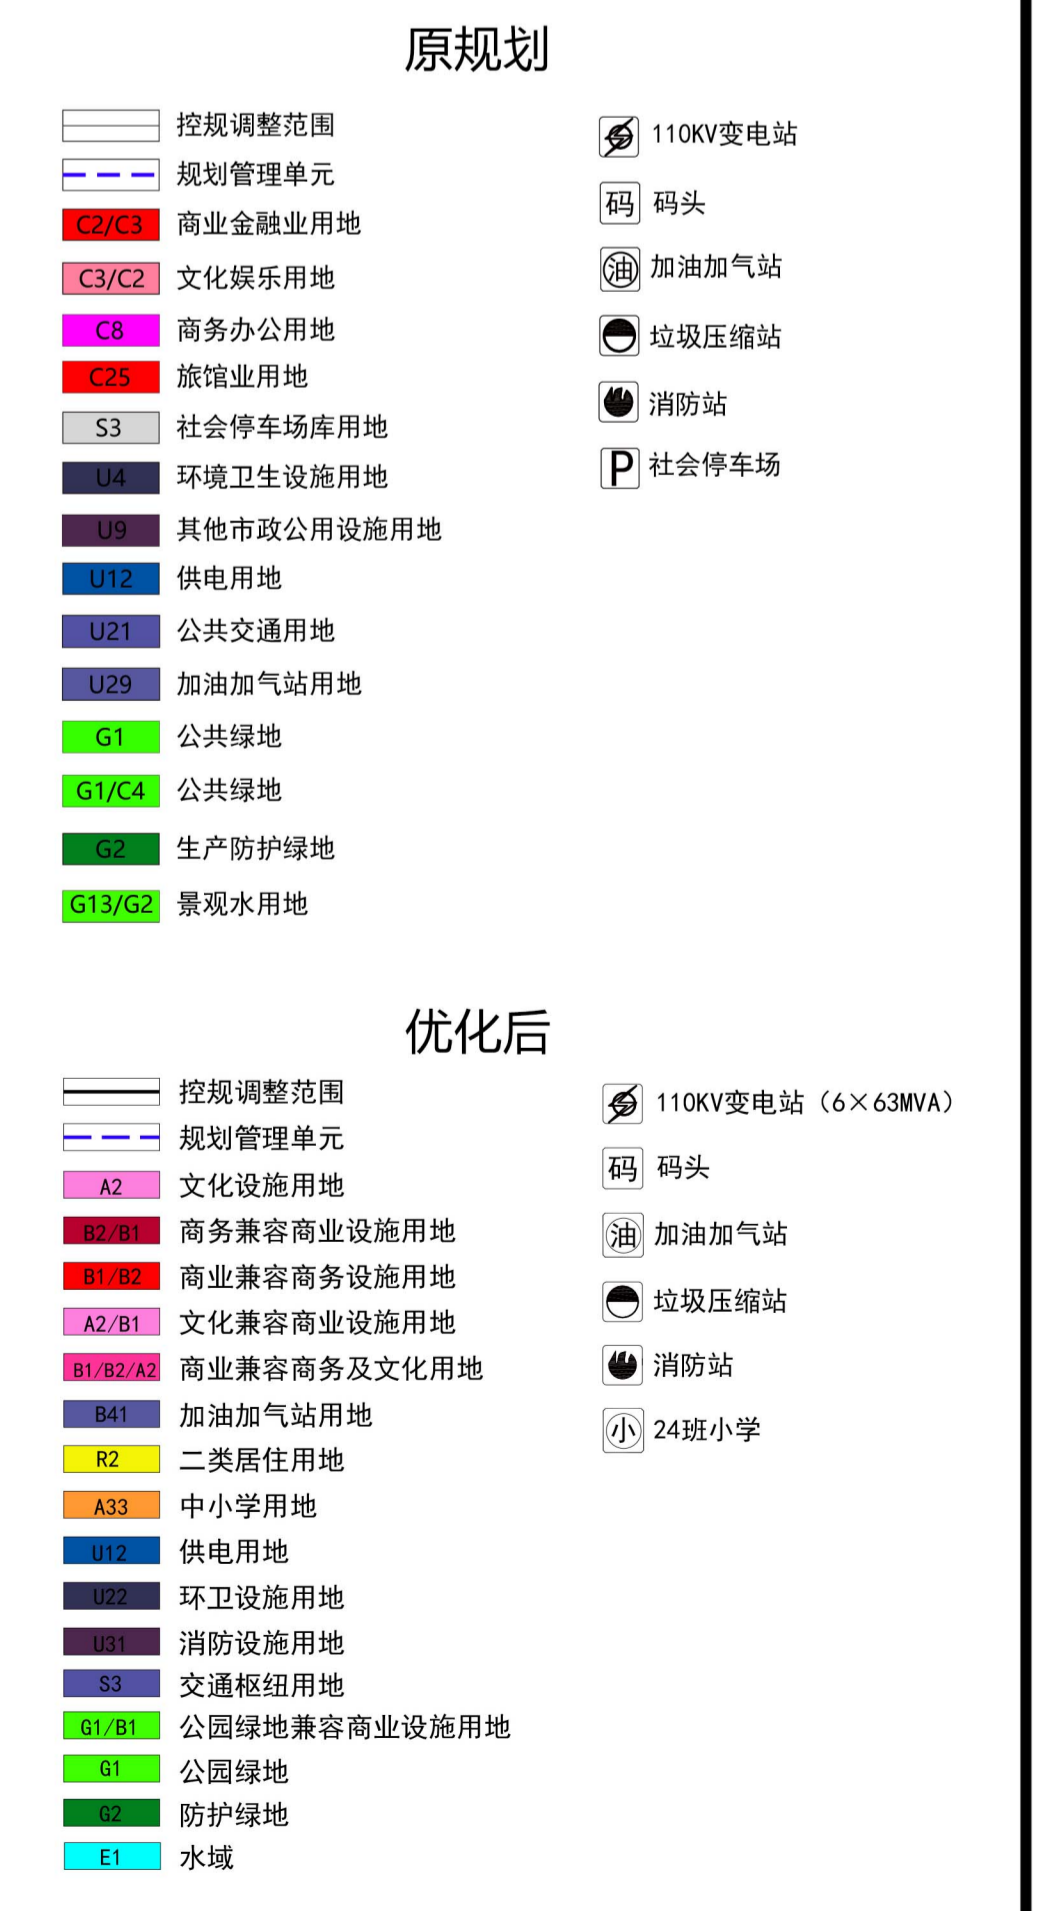 原规划
控规调整范围
规划管理单元
C2/C3 商业金融业用地
C3/C2 文化娱乐用地
C8 商务办公用地
C25 旅馆业用地
S3 社会停车场库用地
U4 环境卫生设施用地
U9 其他市政公用设施用地
U12 供电用地
U21 公共交通用地
U29 加油加气站用地
G1 公共绿地
G1/C4 公共绿地
G2 生产防护绿地
G13/G2 景观水用地
110KV变电站
码 码头
油 加油加气站
垃圾压缩站
消防站
P 社会停车场
优化后
控规调整范围
规划管理单元
A2 文化设施用地
B2/B1 商务兼容商业设施用地
B1/B2 商业兼容商务设施用地
A2/B1 文化兼容商业设施用地
B1/B2/A2 商业兼容商务及文化用地
B41 加油加气站用地
R2 二类居住用地
A33 中小学用地
U12 供电用地
U22 环卫设施用地
U31 消防设施用地
S3 交通枢纽用地
G1/B1 公园绿地兼容商业设施用地
G1 公园绿地
G2 防护绿地
E1 水域
110KV变电站（6×63MVA）
码 码头
油 加油加气站
垃圾压缩站
消防站
小 24班小学